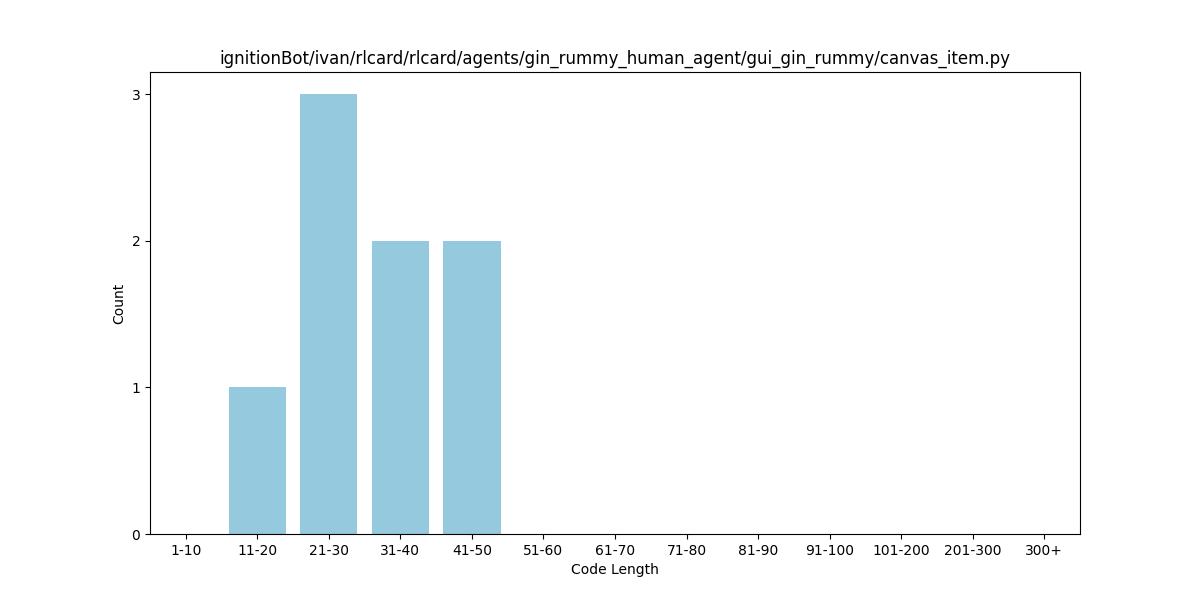 ignitionBot/ivan/rlcard/rlcard/agents/gin_rummy_human_agent/gui_gin_rummy/canvas_item.py
3
2
1
0
Count
1-10 11-20 21-30 31-40 41-50 51-60 61-70 71-80 81-90 91-100 101-200 201-300 300+
Code Length